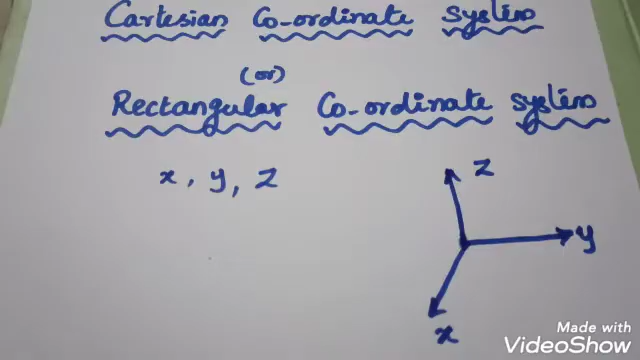 Cartesian Co-ordinate System
(or)
Rectangular Co-ordinate System
x, y, z
z
y
x
Made with
VideoShow